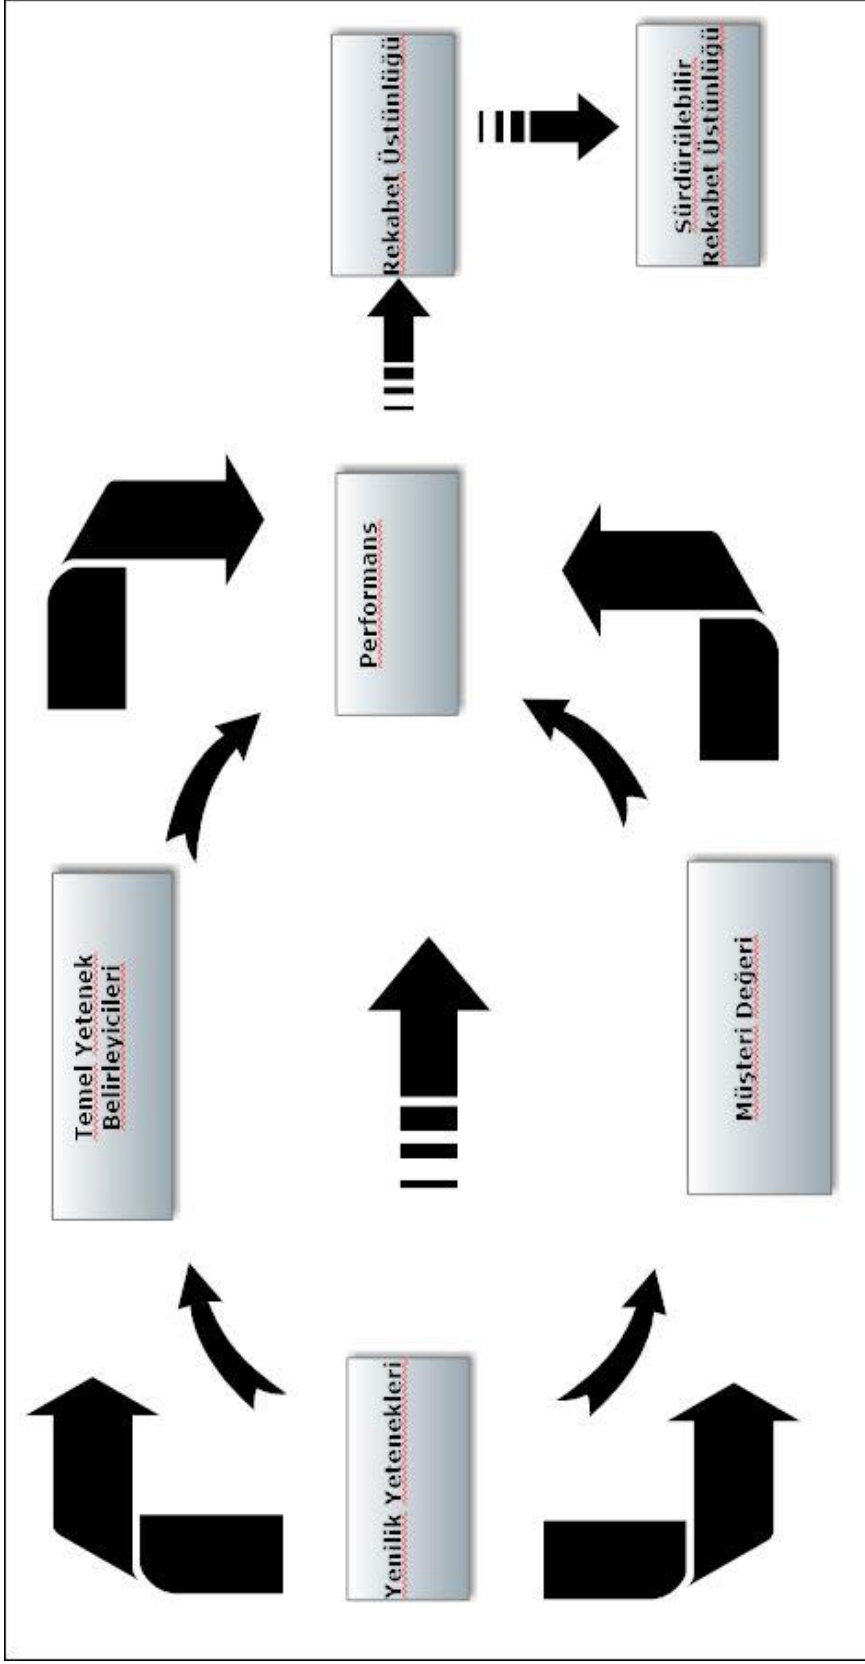 Yenilik Yetenekleri
Temel Yetenek
Belirleyicileri
Müşteri Değeri
Performans
Rekabet Üstünlüğü
Sürdürülebilir
Rekabet Üstünlüğü